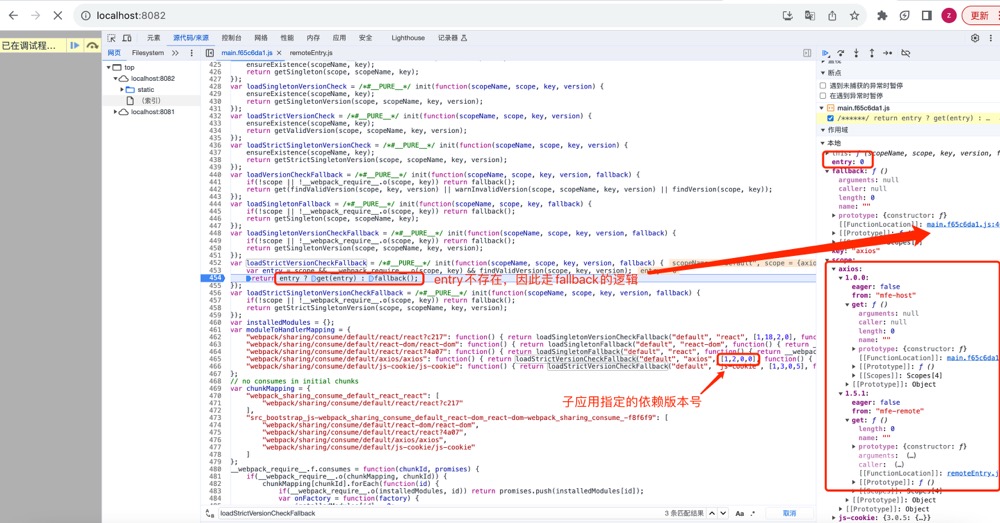 localhost:8082
更新
已在调试程...
元素 源代码/来源 控制台 网络 性能 内存 应用 安全 Lighthouse 记录器
网页 Filesystem main.f65c6da1.js remoteEntry.js
top
localhost:8082
static
（索引）
localhost:8081
425 ensureExistence(scopeName, key);
426 return getSingleton(scope, scopeName, key);
427 });
428 var loadSingletonVersionCheck = /*#__PURE__*/ init(function(scopeName, scope, key, version) {
429 ensureExistence(scopeName, key);
430 return getSingletonVersion(scope, scopeName, key, version);
431 });
432 var loadStrictVersionCheck = /*#__PURE__*/ init(function(scopeName, scope, key, version) {
433 ensureExistence(scopeName, key);
434 return getValidVersion(scope, scopeName, key, version);
435 });
436 var loadStrictSingletonVersionCheck = /*#__PURE__*/ init(function(scopeName, scope, key, version) {
437 ensureExistence(scopeName, key);
438 return getStrictSingletonVersion(scope, scopeName, key, version);
439 });
440 var loadVersionCheckFallback = /*#__PURE__*/ init(function(scopeName, scope, key, version, fallback) {
441 if(!scope || !__webpack_require__.o(scope, key)) return fallback();
442 return get(findValidVersion(scope, key, version) || warnInvalidVersion(scope, scopeName, key, version) || findVersion(scope, key));
443 });
444 var loadSingletonFallback = /*#__PURE__*/ init(function(scopeName, scope, key, fallback) {
445 if(!scope || !__webpack_require__.o(scope, key)) return fallback();
446 return getSingleton(scope, scopeName, key);
447 });
448 var loadSingletonVersionCheckFallback = /*#__PURE__*/ init(function(scopeName, scope, key, version, fallback) {
449 if(!scope || !__webpack_require__.o(scope, key)) return fallback();
450 return getSingletonVersion(scope, scopeName, key, version);
451 });
452 var loadStrictVersionCheckFallback = /*#__PURE__*/ init(function(scopeName, scope, key, version, fallback) {
453 var entry = scope && __webpack_require__.o(scope, key) && findValidVersion(scope, key, version);
454 return entry ? get(entry) : fallback();
entry不存在，因此走fallback的逻辑
455 });
456 var loadStrictSingletonVersionCheckFallback = /*#__PURE__*/ init(function(scopeName, scope, key, version, fallback) {
457 if(!scope || !__webpack_require__.o(scope, key)) return fallback();
458 return getStrictSingletonVersion(scope, scopeName, key, version);
459 });
460 var installedModules = {};
461 var moduleToHandlerMapping = {
462 "webpack/sharing/consume/default/react/react?c217": function() { return loadSingletonVersionCheckFallback("default", "react", [1,18,2,0], func
463 "webpack/sharing/consume/default/react-dom/react-dom": function() { return loadSingletonFallback("default", "react-dom", function() { return _
464 "webpack/sharing/consume/default/react/react?4a07": function() { return loadSingletonFallback("default", "react", function() { return __webpa
465 "webpack/sharing/consume/default/axios/axios": function() { return loadStrictVersionCheckFallback("default", "axios", [1,2,0,0], function() {
466 "webpack/sharing/consume/default/js-cookie/js-cookie": function() { return loadStrictVersionCheckFallback("default", "js-cookie", [1,3,0,5], f
467 };
468 // no consumes in initial chunks
469 var chunkMapping = {
470 "webpack_sharing_consume_default_react_react": [
471 "webpack/sharing/consume/default/react/react?c217"
472 ],
子应用指定的依赖版本号
473 "src_bootstrap_js-webpack_sharing_consume_default_react-dom_react-dom-webpack_sharing_consume_-f8f6f9": [
474 "webpack/sharing/consume/default/react-dom/react-dom",
475 "webpack/sharing/consume/default/react/react?4a07",
476 "webpack/sharing/consume/default/axios/axios",
477 "webpack/sharing/consume/default/js-cookie/js-cookie"
478 ]
479 };
480 __webpack_require__.f.consumes = function(chunkId, promises) {
481 if(__webpack_require__.o(chunkMapping, chunkId)) {
482 chunkMapping[chunkId].forEach(function(id) {
483 if(__webpack_require__.o(installedModules, id)) return promises.push(installedModules[id]);
484 var onFactory = function(factory) {
loadStrictVersionCheckFallback 3 条匹配结果 Aa .* 取消
断点
遇到未捕获的异常时暂停
在遇到异常时暂停
main.f65c6da1.js
/******/ return entry ? get(entry) : …
作用域
本地
this: ƒ (scopeName, scope, key, version, f
entry: 0
fallback: ƒ ()
arguments: null
caller: null
length: 0
name: ""
prototype: {constructor: ƒ}
[[FunctionLocation]]: main.f65c6da1.js:4
key: "axios"
scope:
axios:
1.0.0:
eager: false
from: "mfe-host"
get: ƒ ()
arguments: null
caller: null
length: 0
name: ""
prototype: {constructor: ƒ}
[[FunctionLocation]]: main.f65c6da1
[[Prototype]]: ƒ ()
[[Scopes]]: Scopes[4]
[[Prototype]]: Object
1.5.1:
eager: false
from: "mfe-remote"
get: ƒ ()
length: 0
name: ""
prototype: {constructor: ƒ}
arguments: (…)
caller: (…)
[[FunctionLocation]]: remoteEntry.j
[[Prototype]]: ƒ ()
[[Scopes]]: Scopes[4]
[[Prototype]]: Object
[[Prototype]]: Object
js-cookie: {3.0.5: {…}}